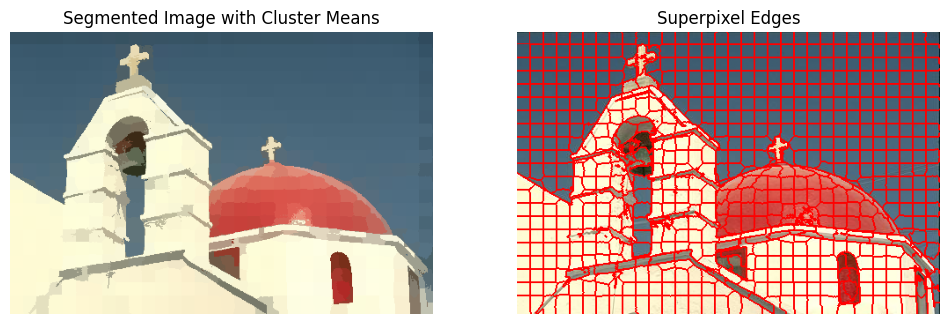 Segmented Image with Cluster Means
Superpixel Edges